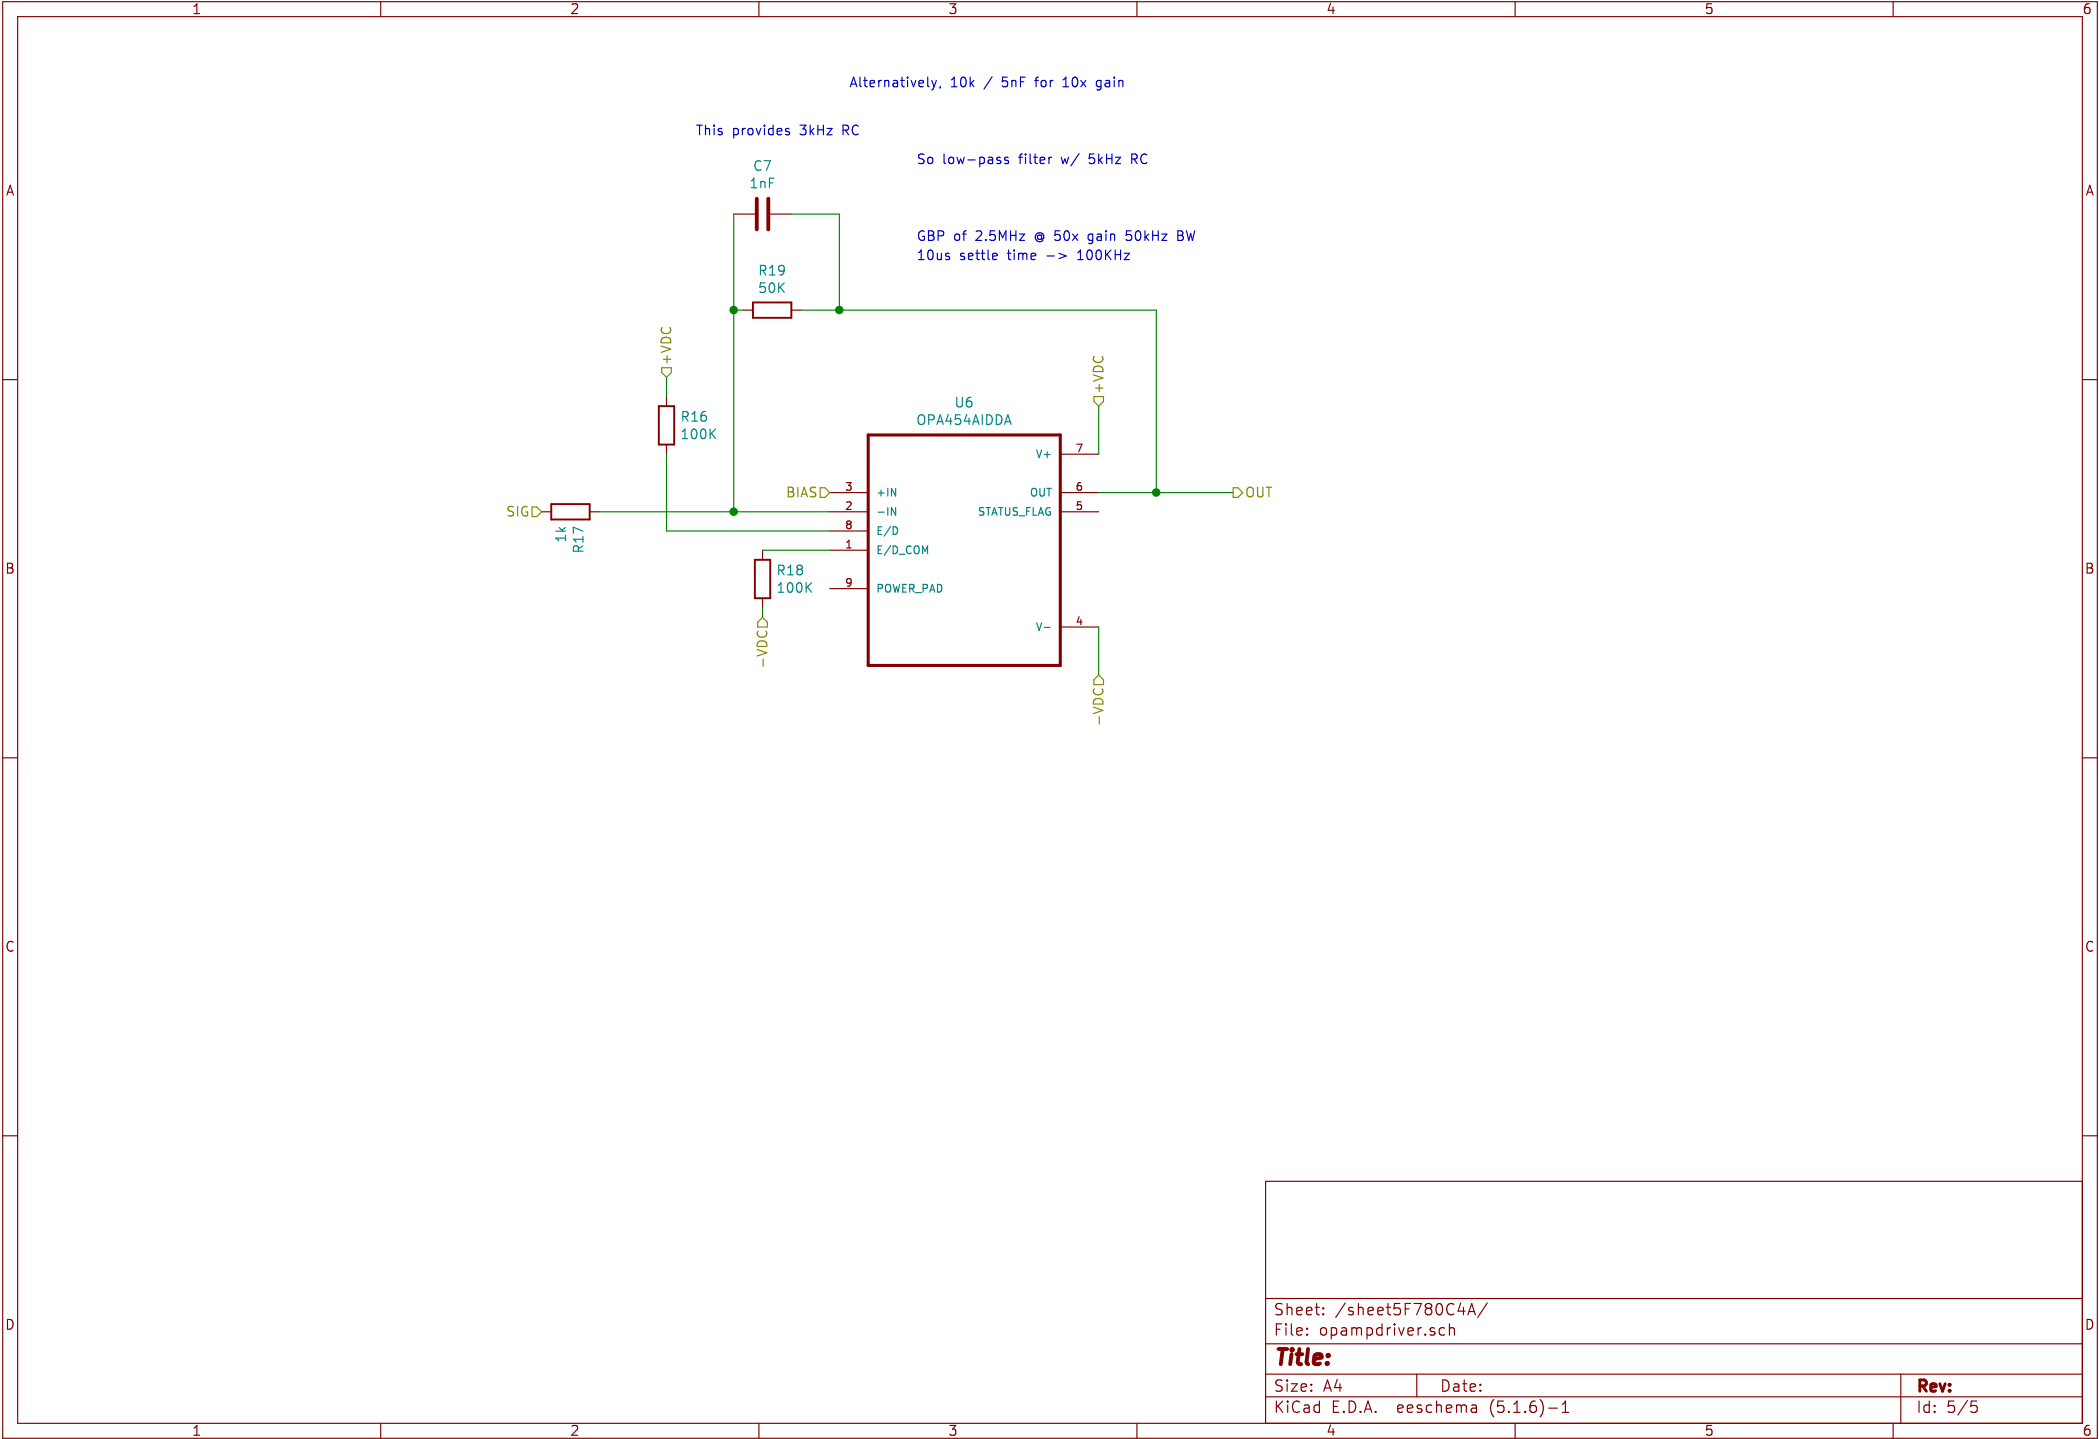 1 2 3 4 5 6
Alternatively, 10k / 5nF for 10x gain
This provides 3kHz RC
So low-pass filter w/ 5kHz RC
C7
1nF
A A
GBP of 2.5MHz @ 50x gain 50kHz BW
10us settle time -> 100KHz
R19
50K
+VDC
+VDC
R16
100K
U6
OPA454AIDDA
V+ 7
BIAS 3 +IN
OUT 6 OUT
SIG
1k
R17
2 -IN
STATUS_FLAG 5
8 E/D
1 E/D_COM
B B
R18
100K
9 POWER_PAD
V- 4
-VDC
-VDC
C C
Sheet: /sheet5F780C4A/
D D
File: opampdriver.sch
Title:
Size: A4 Date: Rev:
KiCad E.D.A. eeschema (5.1.6)-1 Id: 5/5
1 2 3 4 5 6